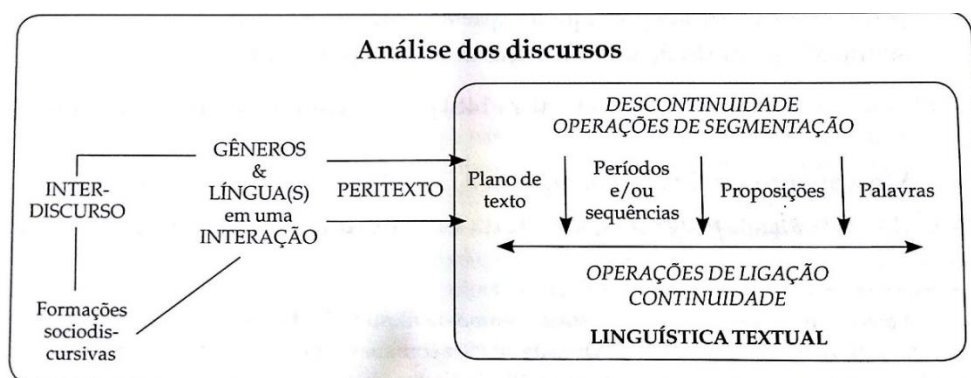 Análise dos discursos
DESCONTINUIDADE
OPERAÇÕES DE SEGMENTAÇÃO
INTER-
DISCURSO
GÊNEROS
&
LÍNGUA(S)
em uma
INTERAÇÃO
Formações
sociodis-
cursivas
PERITEXTO
Plano de
texto
Períodos
e/ou
sequências
Proposições
Palavras
OPERAÇÕES DE LIGAÇÃO
CONTINUIDADE
LINGUÍSTICA TEXTUAL